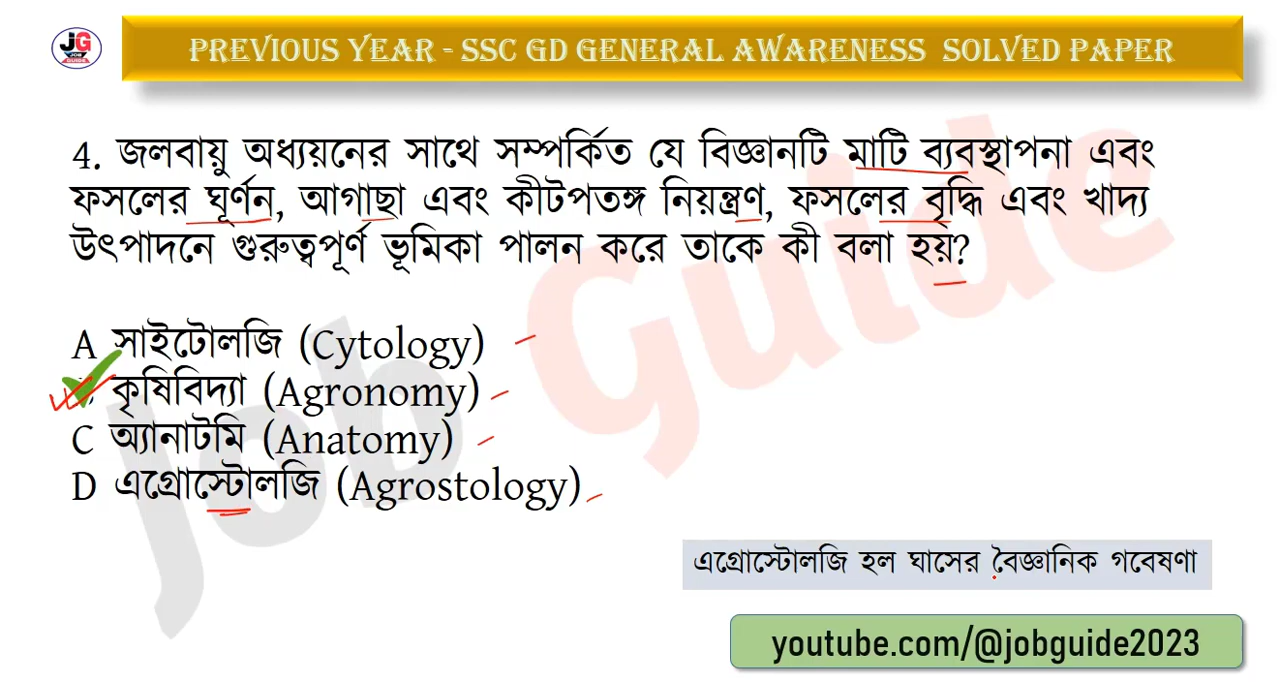 JG
JOB
GUIDE
PREVIOUS YEAR - SSC GD GENERAL AWARENESS SOLVED PAPER
4. জলবায়ু অধ্যয়নের সাথে সম্পর্কিত যে বিজ্ঞানটি মাটি ব্যবস্থাপনা এবং
ফসলের ঘূর্ণন, আগাছা এবং কীটপতঙ্গ নিয়ন্ত্রণ, ফসলের বৃদ্ধি এবং খাদ্য
উৎপাদনে গুরুত্বপূর্ণ ভূমিকা পালন করে তাকে কী বলা হয়?
A সাইটোলজি (Cytology)
কৃষিবিদ্যা (Agronomy)
C অ্যানাটমি (Anatomy)
D এগ্রোস্টোলজি (Agrostology)
এগ্রোস্টোলজি হল ঘাসের বৈজ্ঞানিক গবেষণা
youtube.com/@jobguide2023
Job Guide